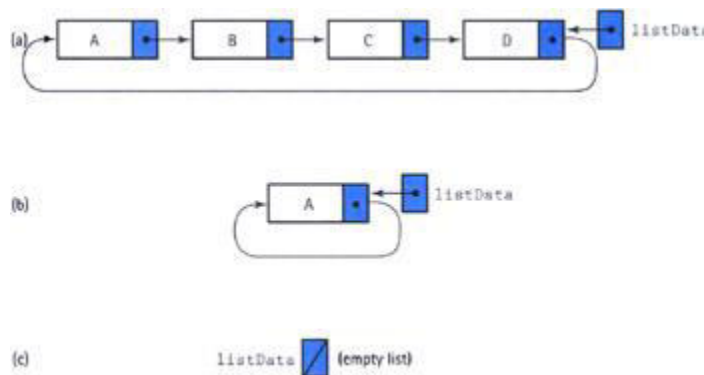 (a) A B C D listData
(b) A listData
(c) listData (empty list)